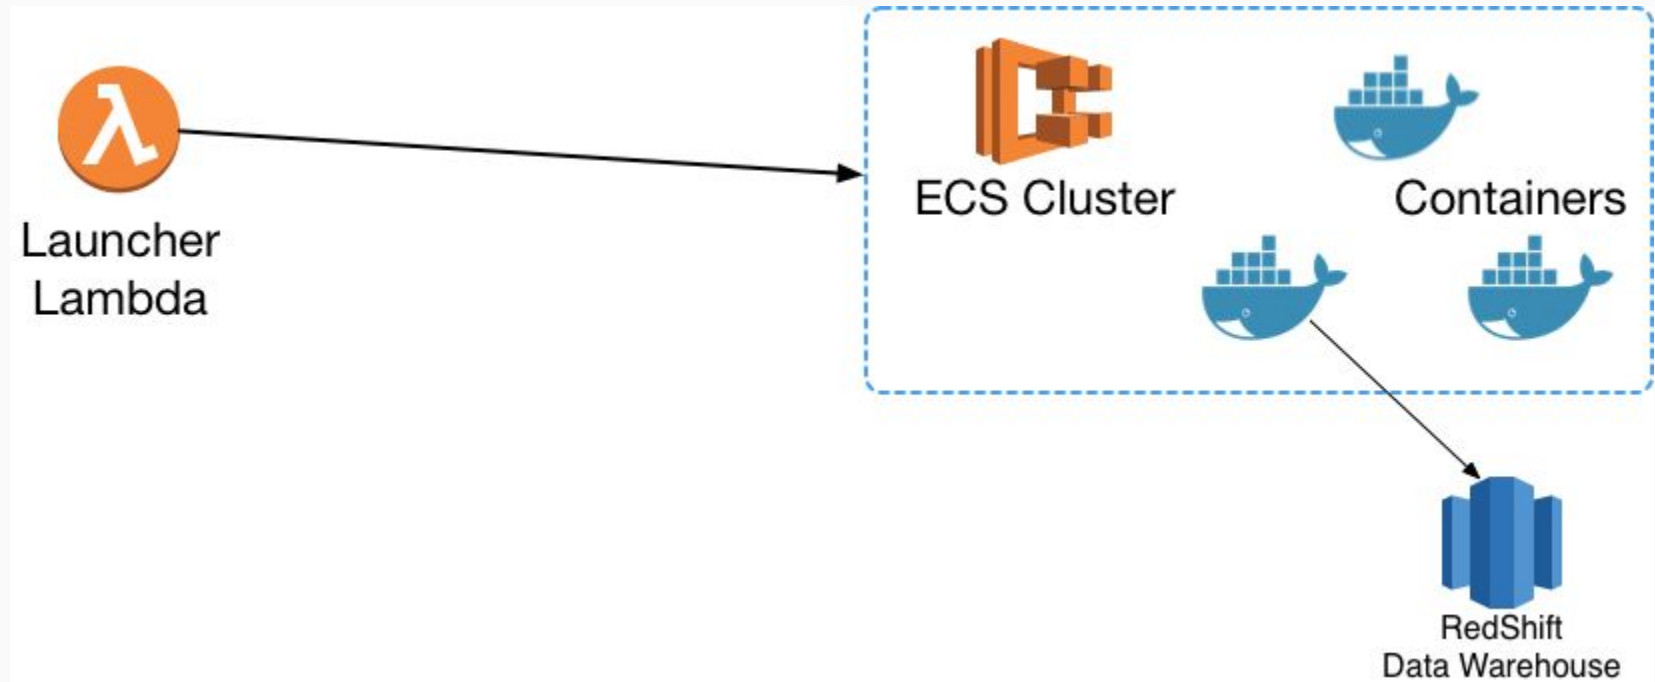 Launcher
Lambda
ECS Cluster
Containers
RedShift
Data Warehouse